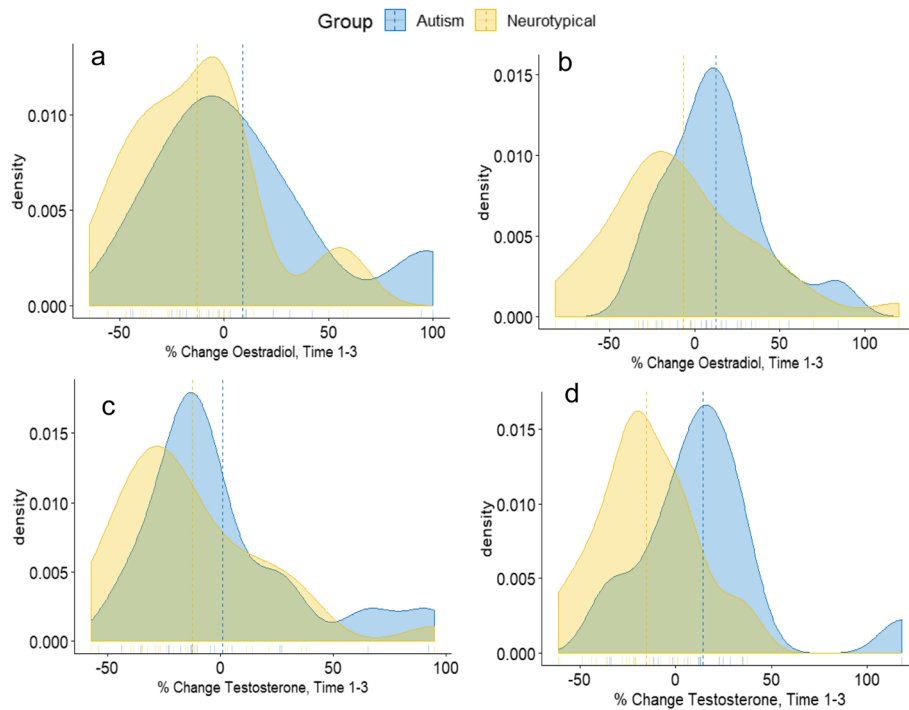 Group Autism Neurotypical
a
0.010
0.005
0.000
density
-50 0 50 100
% Change Oestradiol, Time 1-3
b
0.015
0.010
0.005
0.000
density
-50 0 50 100
% Change Oestradiol, Time 1-3
c
0.015
0.010
0.005
0.000
density
-50 0 50 100
% Change Testosterone, Time 1-3
d
0.015
0.010
0.005
0.000
density
-50 0 50 100
% Change Testosterone, Time 1-3